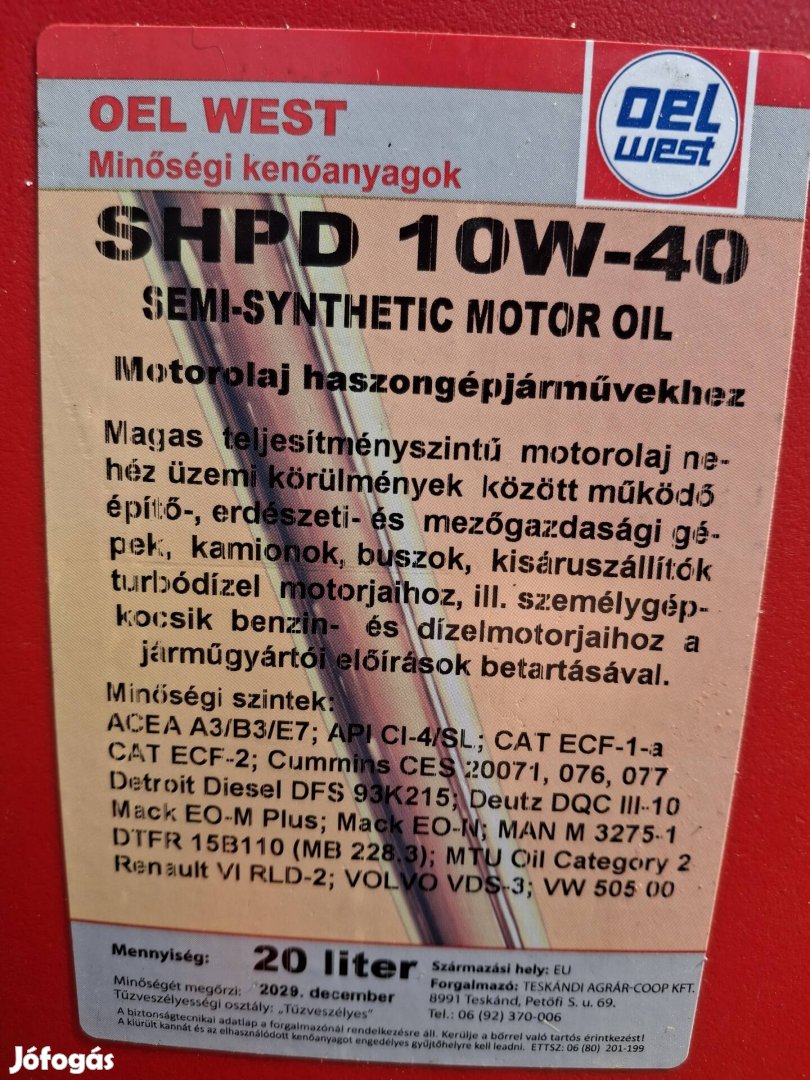 OEL WEST
Minőségi kenőanyagok
oel
west
SHPD 10W-40
SEMI-SYNTHETIC MOTOR OIL
Motorolaj haszongépjárművekhez
Magas teljesítményszintű motorolaj ne-
héz üzemi körülmények között működő
építő-, erdészeti- és mezőgazdasági gé-
pek, kamionok, buszok, kisáruszállítók
turbódízel motorjaihoz, ill. személygép-
kocsik benzin- és dízelmotorjaihoz a
járműgyártói előírások betartásával.
Minőségi szintek:
ACEA A3/B3/E7; API CI-4/SL; CAT ECF-1-a
CAT ECF-2; Cummins CES 20071, 076, 077
Detroit Diesel DFS 93K215; Deutz DQC III-10
Mack EO-M Plus; Mack EO-N; MAN M 3275-1
DTFR 15B110 (MB 228.3); MTU Oil Category 2
Renault VI RLD-2; VOLVO VDS-3; VW 505 00
Mennyiség: 20 liter
Minőségét megőrzi: 2029. december
Tűzveszélyességi osztály: „Tűzveszélyes"
Származási hely: EU
Forgalmazó: TESKÁNDI AGRÁR-COOP KFT.
8991 Teskánd, Petőfi S. u. 69.
Tel.: 06 (92) 370-006
A biztonságtechnikai adatlap a forgalmazónál rendelkezésre áll. Kerülje a bőrrel való tartós érintkezést!
A kiürült kannát és az elhasználódott kenőanyagot engedélyes gyűjtőhelyre kell leadni. ETTSZ: 06 (80) 201-199
Jófogás